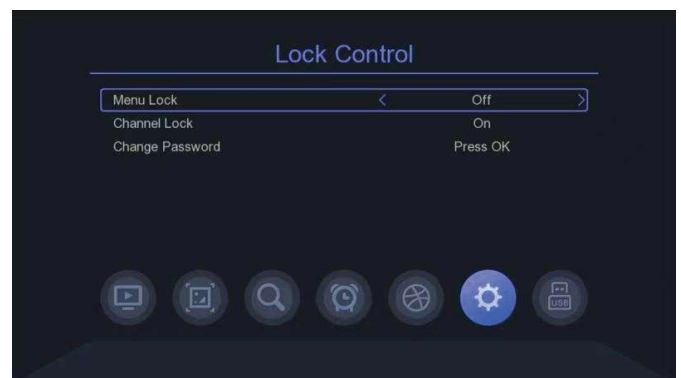 Lock Control
Menu Lock < Off >
Channel Lock On
Change Password Press OK
USB